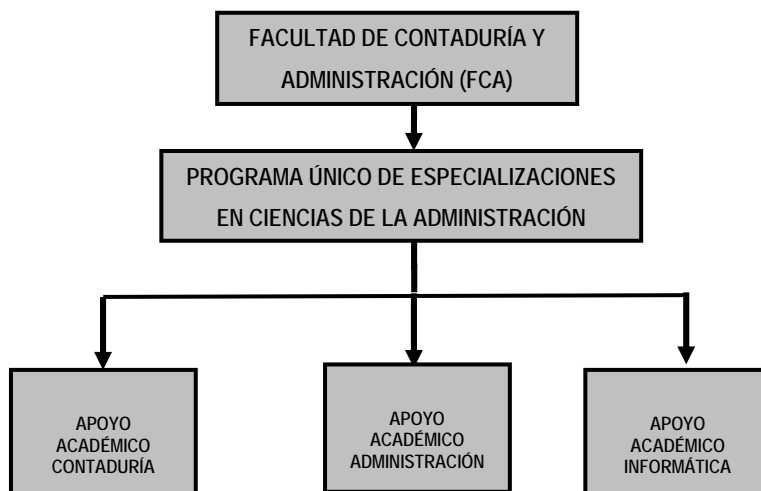 FACULTAD DE CONTADURÍA Y
ADMINISTRACIÓN (FCA)
PROGRAMA ÚNICO DE ESPECIALIZACIONES
EN CIENCIAS DE LA ADMINISTRACIÓN
APOYO
ACADÉMICO
CONTADURÍA
APOYO
ACADÉMICO
ADMINISTRACIÓN
APOYO
ACADÉMICO
INFORMÁTICA